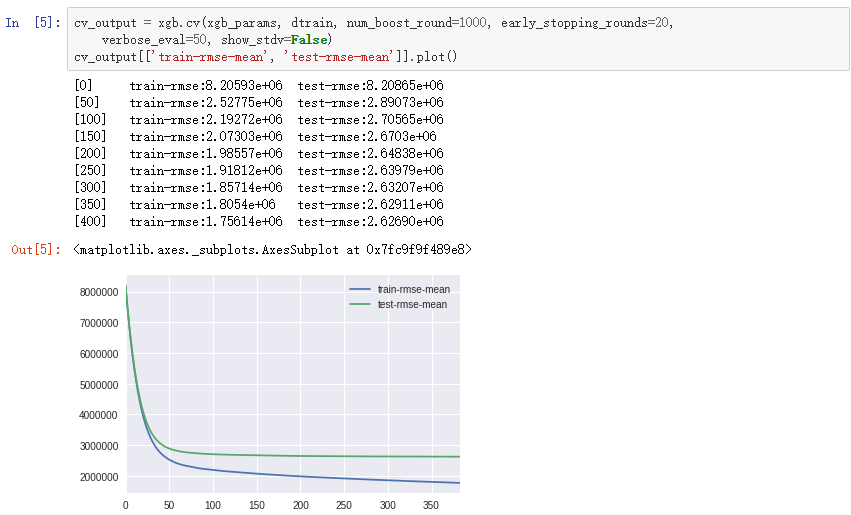 In [5]: cv_output = xgb.cv(xgb_params, dtrain, num_boost_round=1000, early_stopping_rounds=20,
verbose_eval=50, show_stdv=False)
cv_output[['train-rmse-mean', 'test-rmse-mean']].plot()
[0] train-rmse:8.20593e+06 test-rmse:8.20865e+06
[50] train-rmse:2.52775e+06 test-rmse:2.89073e+06
[100] train-rmse:2.19272e+06 test-rmse:2.70565e+06
[150] train-rmse:2.07303e+06 test-rmse:2.6703e+06
[200] train-rmse:1.98557e+06 test-rmse:2.64838e+06
[250] train-rmse:1.91812e+06 test-rmse:2.63979e+06
[300] train-rmse:1.85714e+06 test-rmse:2.63207e+06
[350] train-rmse:1.8054e+06 test-rmse:2.62911e+06
[400] train-rmse:1.75614e+06 test-rmse:2.62690e+06
Out[5]: <matplotlib.axes._subplots.AxesSubplot at 0x7fc9f9f489e8>
train-rmse-mean
test-rmse-mean
8000000
7000000
6000000
5000000
4000000
3000000
2000000
0 50 100 150 200 250 300 350